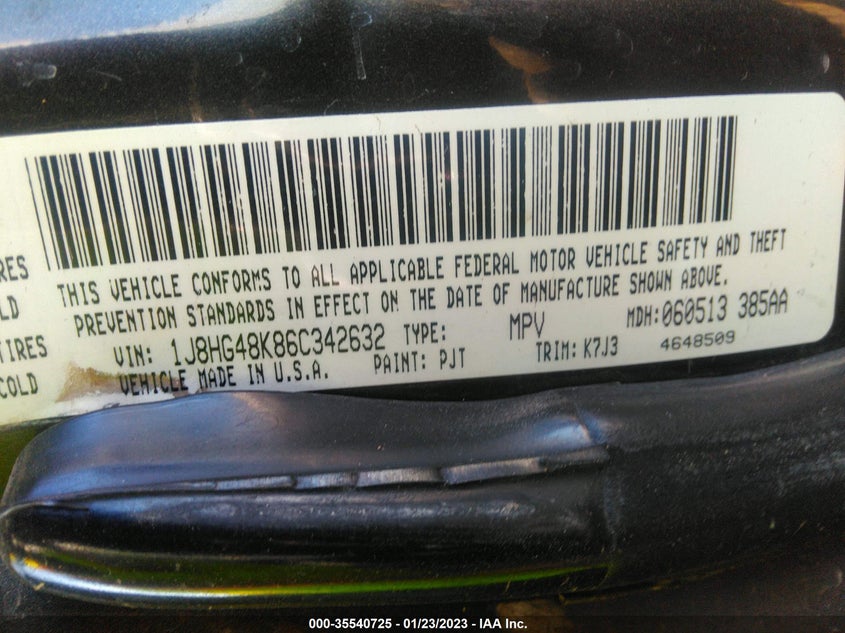 THIS VEHICLE CONFORMS TO ALL APPLICABLE FEDERAL MOTOR VEHICLE SAFETY AND THEFT
PREVENTION STANDARDS IN EFFECT ON THE DATE OF MANUFACTURE SHOWN ABOVE.
RES
LD
TIRES
COLD
VIN: 1J8HG48K86C342632 TYPE: MPV MDH:060513 385AA
VEHICLE MADE IN U.S.A. PAINT: PJT TRIM: K7J3 4648509
000-35540725 / 01/23/2023 - IAA Inc.